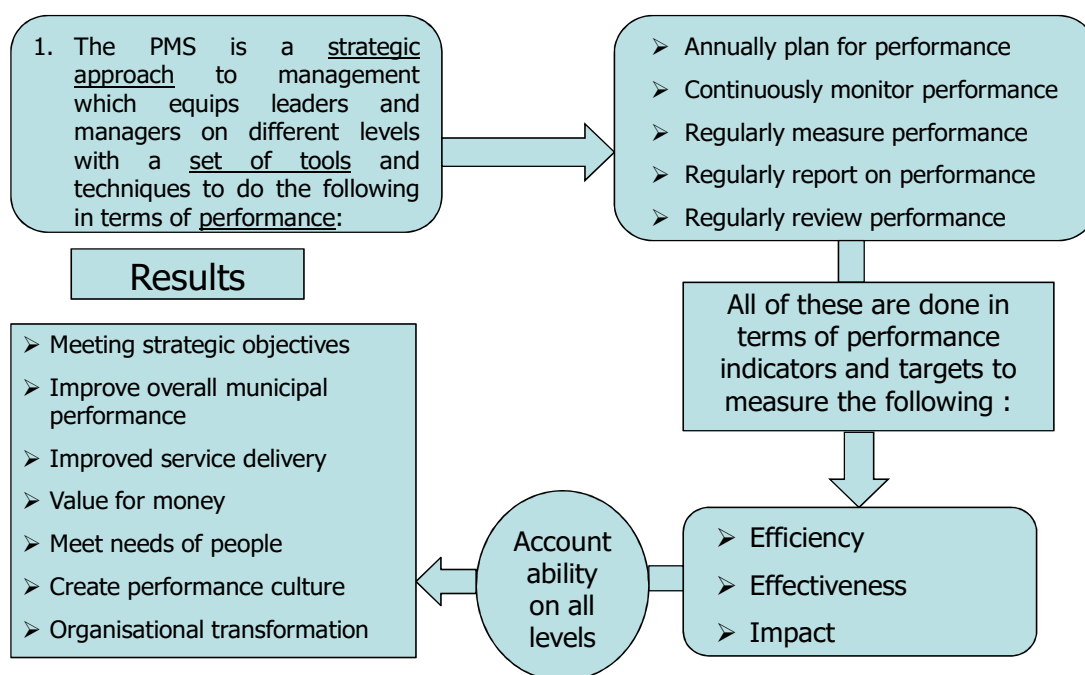 1. The PMS is a strategic
approach to management
which equips leaders and
managers on different levels
with a set of tools and
techniques to do the following
in terms of performance:
➢ Annually plan for performance
➢ Continuously monitor performance
➢ Regularly measure performance
➢ Regularly report on performance
➢ Regularly review performance
All of these are done in
terms of performance
indicators and targets to
measure the following :
➢ Efficiency
➢ Effectiveness
➢ Impact
Account
ability
on all
levels
Results
➢ Meeting strategic objectives
➢ Improve overall municipal
performance
➢ Improved service delivery
➢ Value for money
➢ Meet needs of people
➢ Create performance culture
➢ Organisational transformation